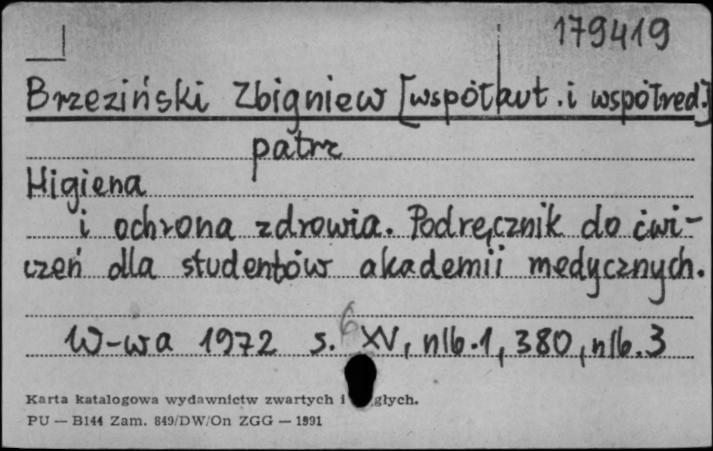 179419
Brzeziński Zbigniew [współaut. i współred.]
patrz
Higiena
i ochrona zdrowia. Podręcznik do ćwi-
czeń dla studentów akademii medycznych.
6
W-wa 1972 s. XV, nlb. 1, 380, nlb. 3
Karta katalogowa wydawnictw zwartych i głych.
PU — B144 Zam. 849/DW/On ZGG — 1991